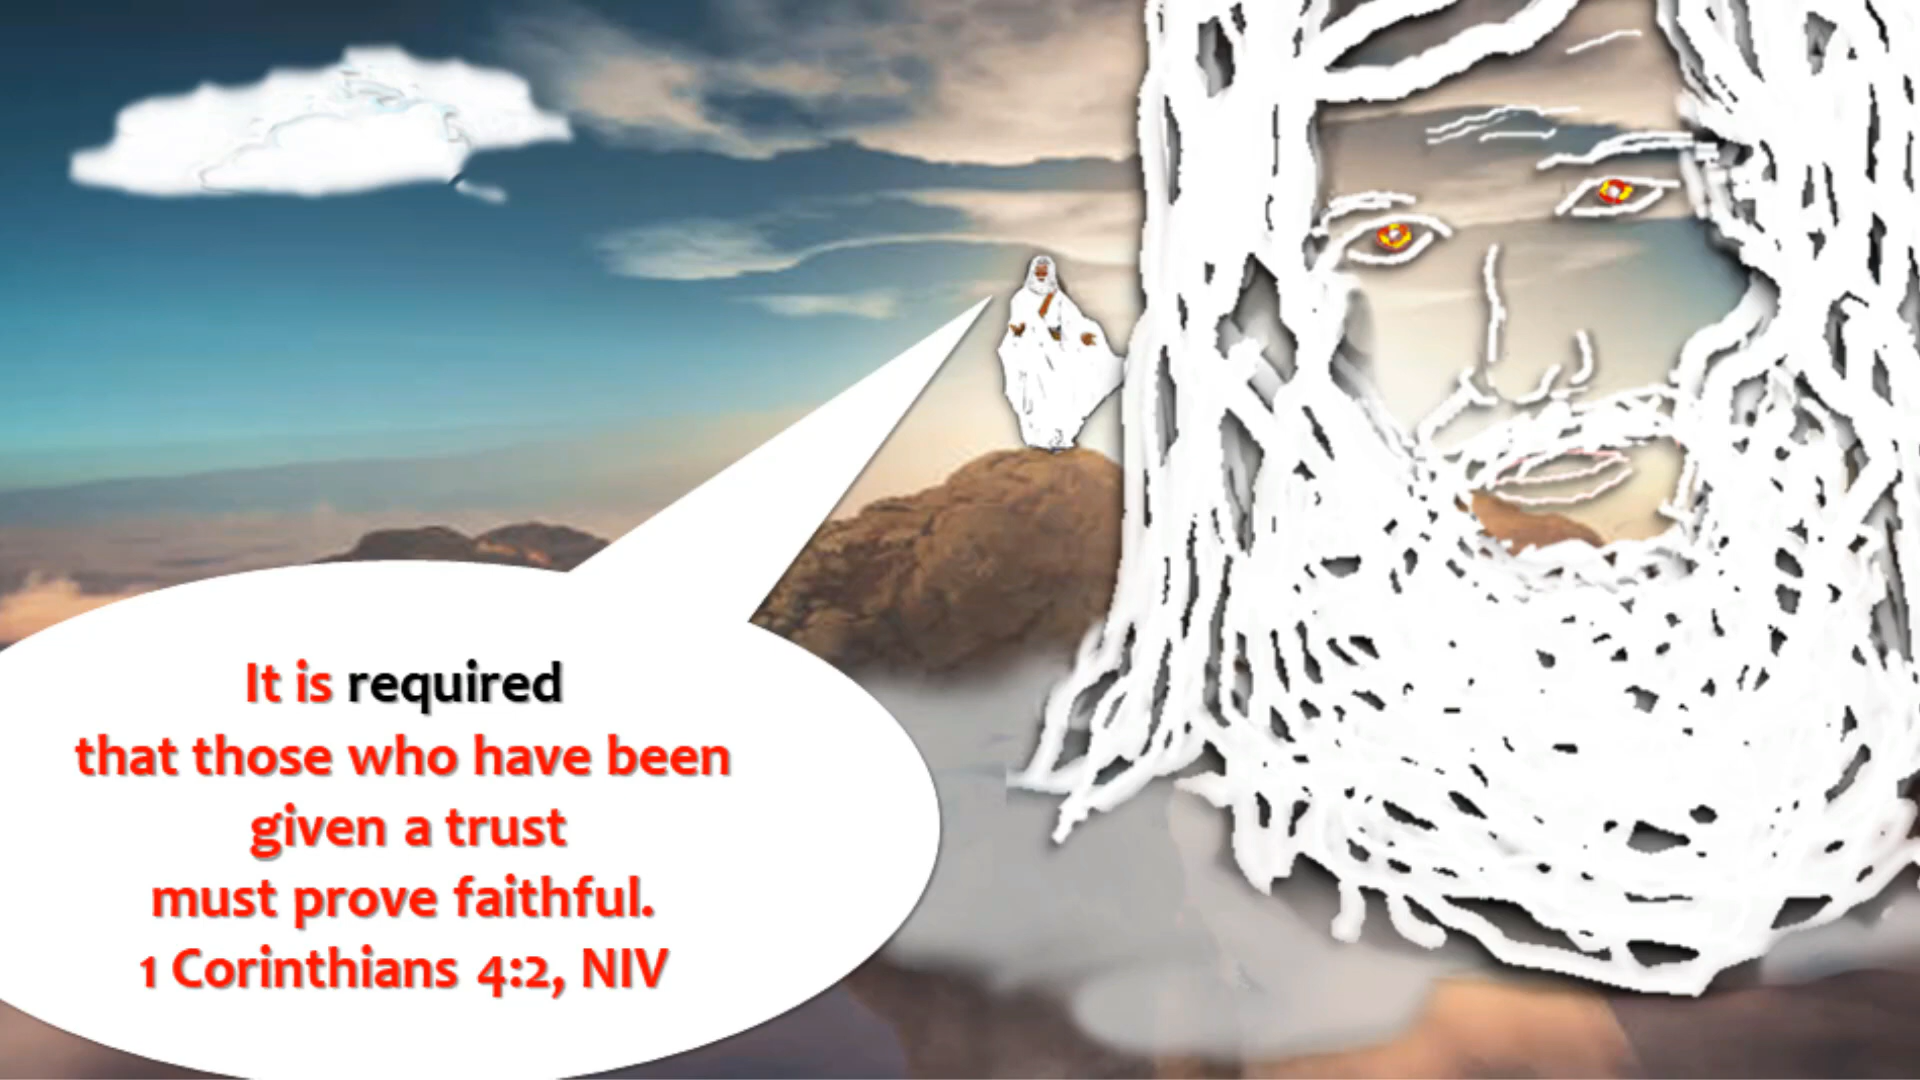 It is required
that those who have been
given a trust
must prove faithful.
1 Corinthians 4:2, NIV